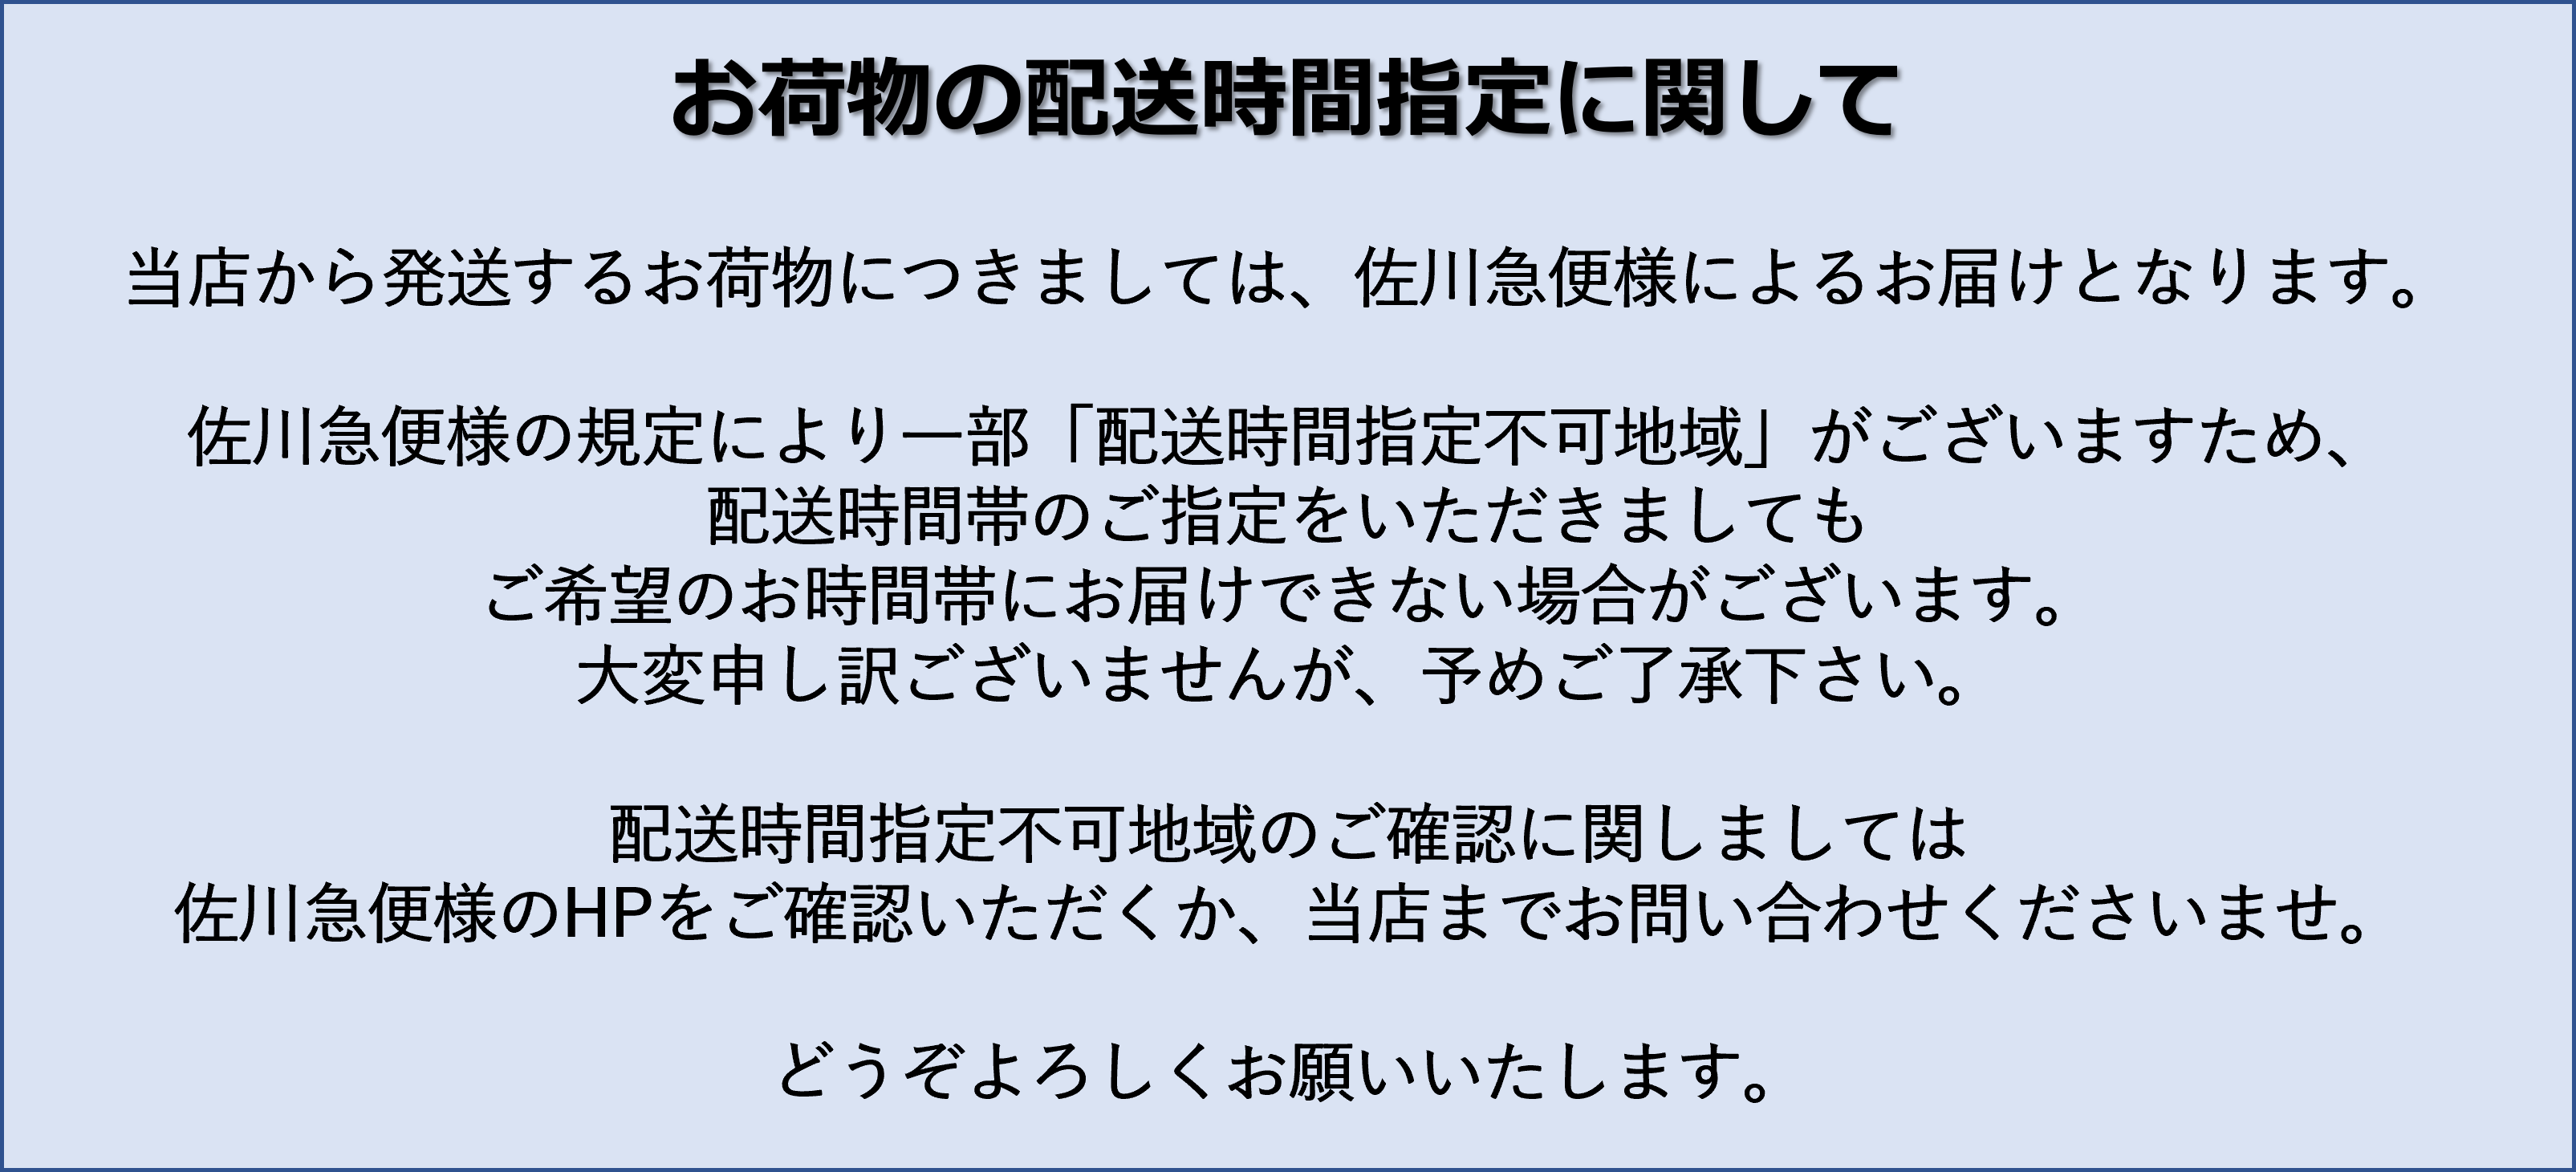 お荷物の配送時間指定に関して
当店から発送するお荷物につきましては、佐川急便様によるお届けとなります。
佐川急便様の規定により一部「配送時間指定不可地域」がございますため、
配送時間帯のご指定をいただきましても
ご希望のお時間帯にお届けできない場合がございます。
大変申し訳ございませんが、予めご了承下さい。
配送時間指定不可地域のご確認に関しましては
佐川急便様のHPをご確認いただくか、当店までお問い合わせくださいませ。
どうぞよろしくお願いいたします。